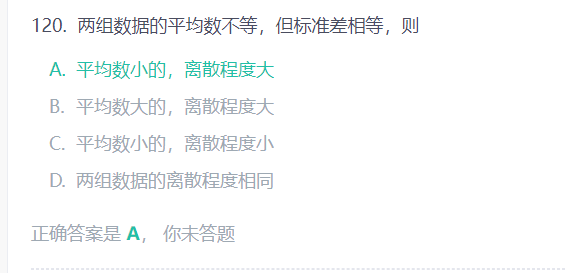 120. 两组数据的平均数不等，但标准差相等，则
A. 平均数小的，离散程度大
B. 平均数大的，离散程度大
C. 平均数小的，离散程度小
D. 两组数据的离散程度相同
正确答案是 A， 你未答题